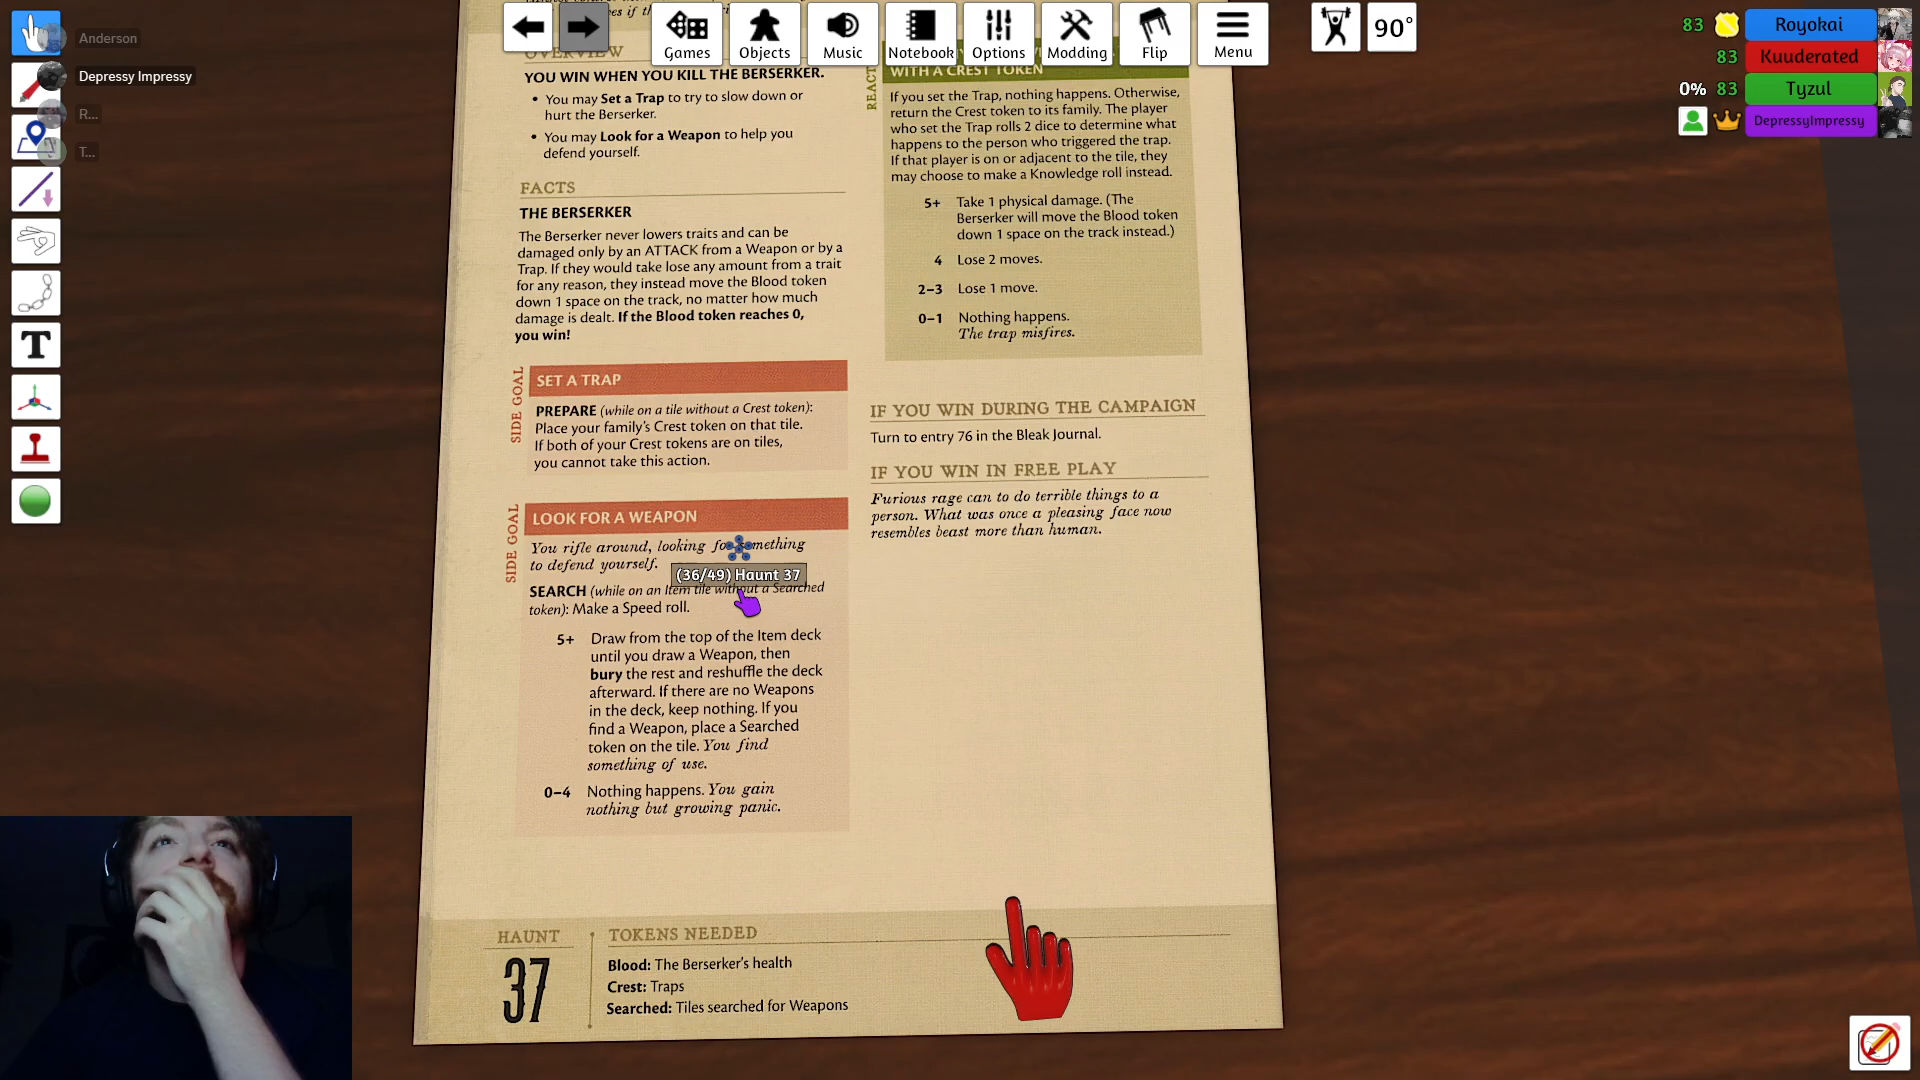 Anderson
Depressy Impressy
R...
T...
Games
Objects
Music
Notebook
Options
Modding
Flip
Menu
90°
83
Royokai
83
Kuuderated
0% 83
Tyzul
DepressyImpressy
OVERVIEW
YOU WIN WHEN YOU KILL THE BERSERKER.
• You may Set a Trap to try to slow down or
hurt the Berserker.
• You may Look for a Weapon to help you
defend yourself.
FACTS
THE BERSERKER
The Berserker never lowers traits and can be
damaged only by an ATTACK from a Weapon or by a
Trap. If they would take lose any amount from a trait
for any reason, they instead move the Blood token
down 1 space on the track, no matter how much
damage is dealt. If the Blood token reaches 0,
you win!
SIDE GOAL
SET A TRAP
PREPARE (while on a tile without a Crest token):
Place your family's Crest token on that tile.
If both of your Crest tokens are on tiles,
you cannot take this action.
SIDE GOAL
LOOK FOR A WEAPON
You rifle around, looking for something
to defend yourself.
(36/49) Haunt 37
SEARCH (while on an Item tile without a Searched
token): Make a Speed roll.
5+ Draw from the top of the Item deck
until you draw a Weapon, then
bury the rest and reshuffle the deck
afterward. If there are no Weapons
in the deck, keep nothing. If you
find a Weapon, place a Searched
token on the tile. You find
something of use.
0–4 Nothing happens. You gain
nothing but growing panic.
REACT
WITH A CREST TOKEN
If you set the Trap, nothing happens. Otherwise,
return the Crest token to its family. The player
who set the Trap rolls 2 dice to determine what
happens to the person who triggered the trap.
If that player is on or adjacent to the tile, they
may choose to make a Knowledge roll instead.
5+ Take 1 physical damage. (The
Berserker will move the Blood token
down 1 space on the track instead.)
4 Lose 2 moves.
2–3 Lose 1 move.
0–1 Nothing happens.
The trap misfires.
IF YOU WIN DURING THE CAMPAIGN
Turn to entry 76 in the Bleak Journal.
IF YOU WIN IN FREE PLAY
Furious rage can to do terrible things to a
person. What was once a pleasing face now
resembles beast more than human.
HAUNT
37
TOKENS NEEDED
Blood: The Berserker's health
Crest: Traps
Searched: Tiles searched for Weapons